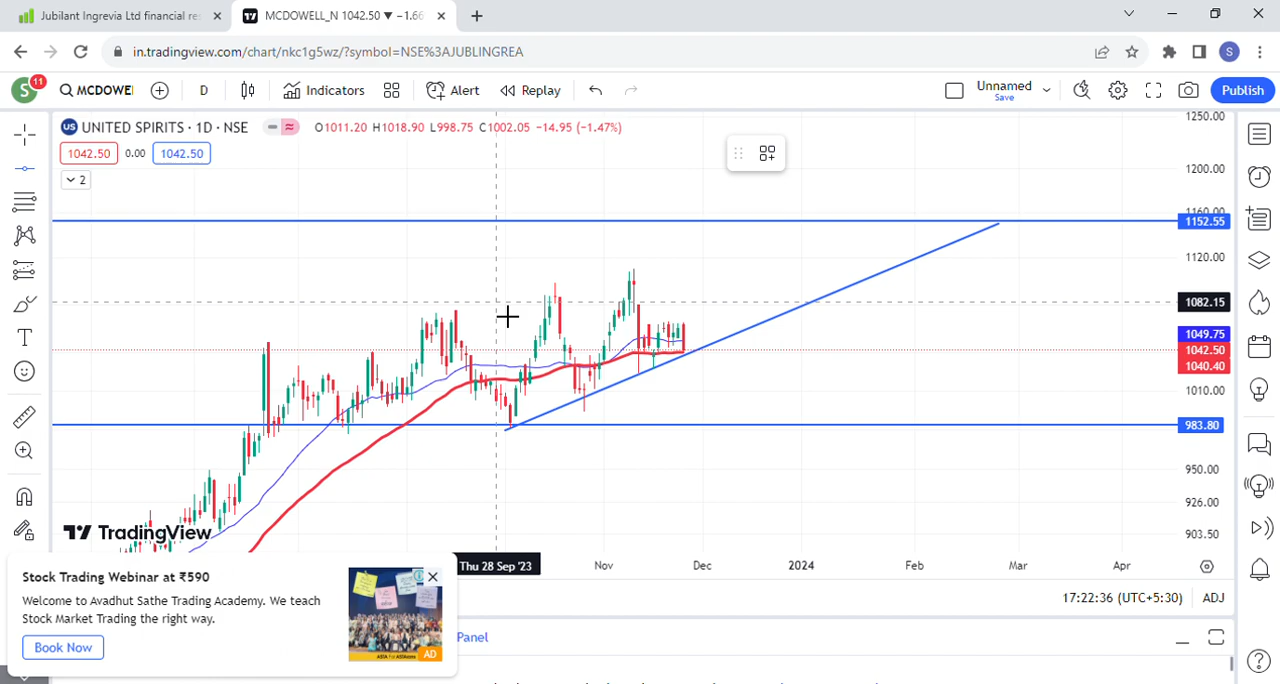 Jubilant Ingrevia Ltd financial res
MCDOWELL_N 1042.50 ▼ −1.66
in.tradingview.com/chart/nkc1g5wz/?symbol=NSE%3AJUBLINGREA
S
S
11
MCDOWE
D
Indicators
Alert
Replay
Unnamed
Save
Publish
US UNITED SPIRITS · 1D · NSE
O1011.20 H1018.90 L998.75 C1002.05 −14.95 (−1.47%)
1042.50 0.00 1042.50
2
1250.00
1200.00
1160.00
1152.55
1120.00
1082.15
1049.75
1042.50
1040.40
1010.00
983.80
950.00
926.00
903.50
TradingView
Thu 28 Sep '23
Nov
Dec
2024
Feb
Mar
Apr
17:22:36 (UTC+5:30)
ADJ
Stock Trading Webinar at ₹590
Welcome to Avadhut Sathe Trading Academy. We teach
Stock Market Trading the right way.
Book Now
AD
Panel